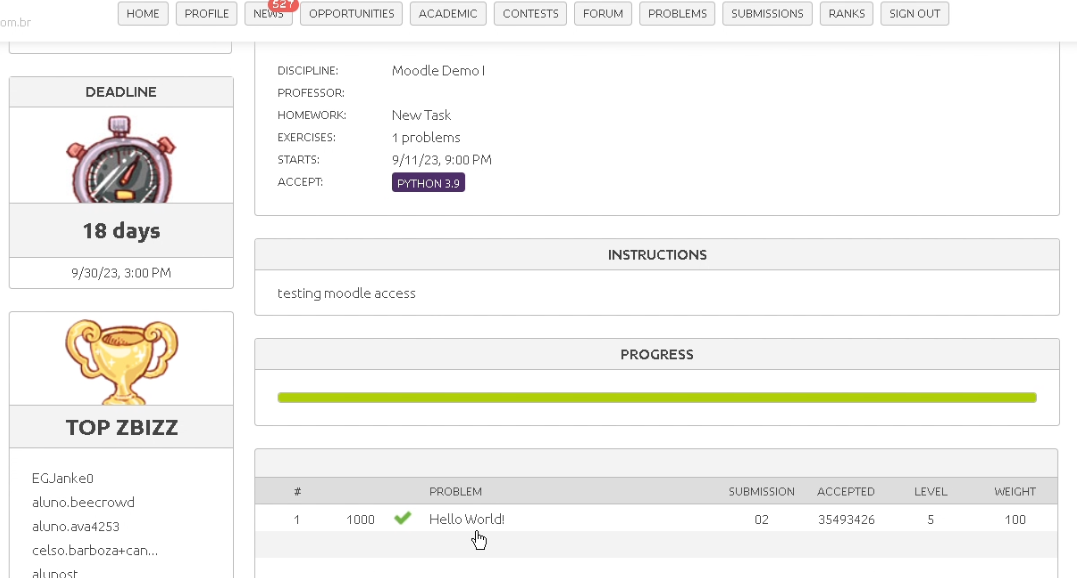 om.br
HOME PROFILE NEWS 527 OPPORTUNITIES ACADEMIC CONTESTS FORUM PROBLEMS SUBMISSIONS RANKS SIGN OUT
DEADLINE
18 days
9/30/23, 3:00 PM
TOP ZBIZZ
EGJanke0
aluno.beecrowd
aluno.ava4253
celso.barboza+can...
alunost
DISCIPLINE: Moodle Demo I
PROFESSOR:
HOMEWORK: New Task
EXERCISES: 1 problems
STARTS: 9/11/23, 9:00 PM
ACCEPT: PYTHON 3.9
INSTRUCTIONS
testing moodle access
PROGRESS
# PROBLEM SUBMISSION ACCEPTED LEVEL WEIGHT
1 1000 Hello World! 02 35493426 5 100